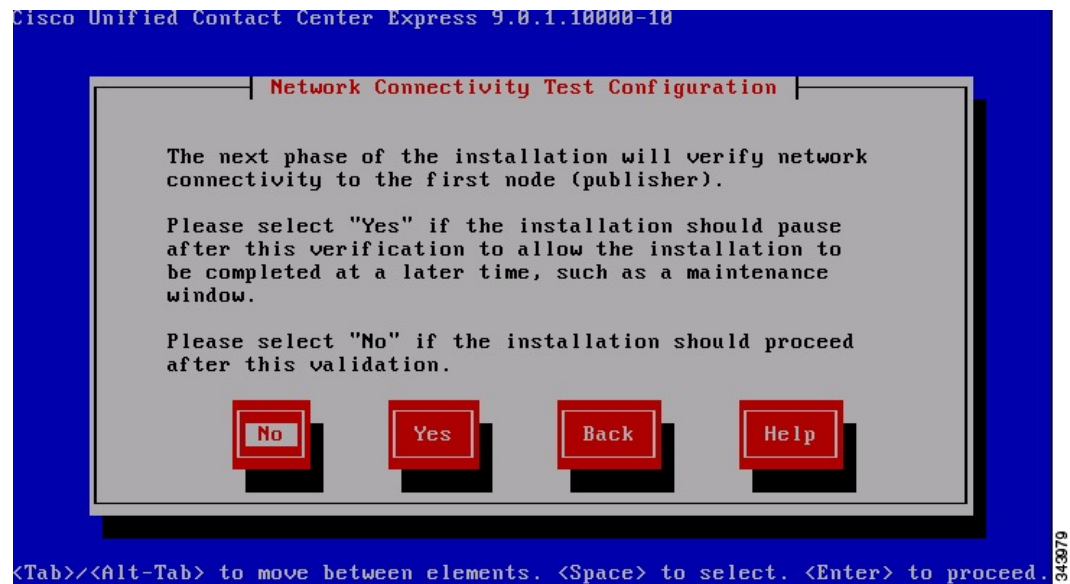 Cisco Unified Contact Center Express 9.0.1.10000-10
Network Connectivity Test Configuration
The next phase of the installation will verify network
connectivity to the first node (publisher).
Please select "Yes" if the installation should pause
after this verification to allow the installation to
be completed at a later time, such as a maintenance
window.
Please select "No" if the installation should proceed
after this validation.
No Yes Back Help
<Tab>/<Alt-Tab> to move between elements. <Space> to select. <Enter> to proceed.
343979